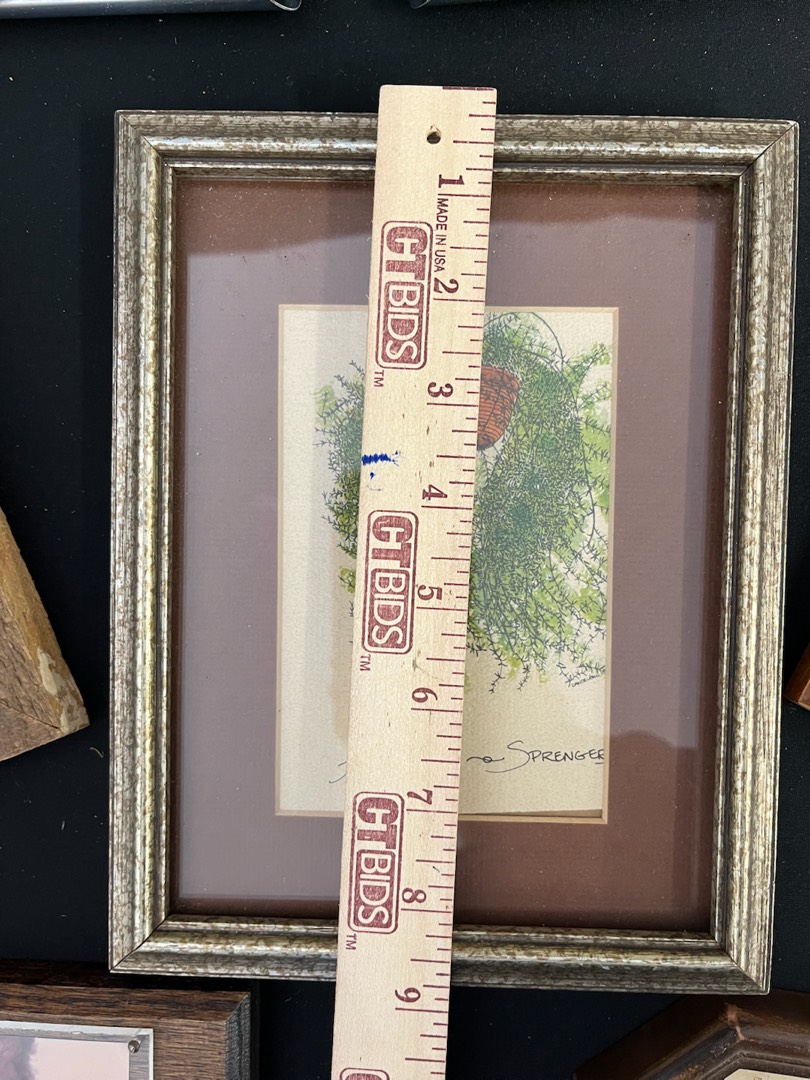 1
MADE IN USA
2
CTBIDS
TM
3
4
CTBIDS
TM
5
6
SPRENGER
7
CTBIDS
TM
8
9